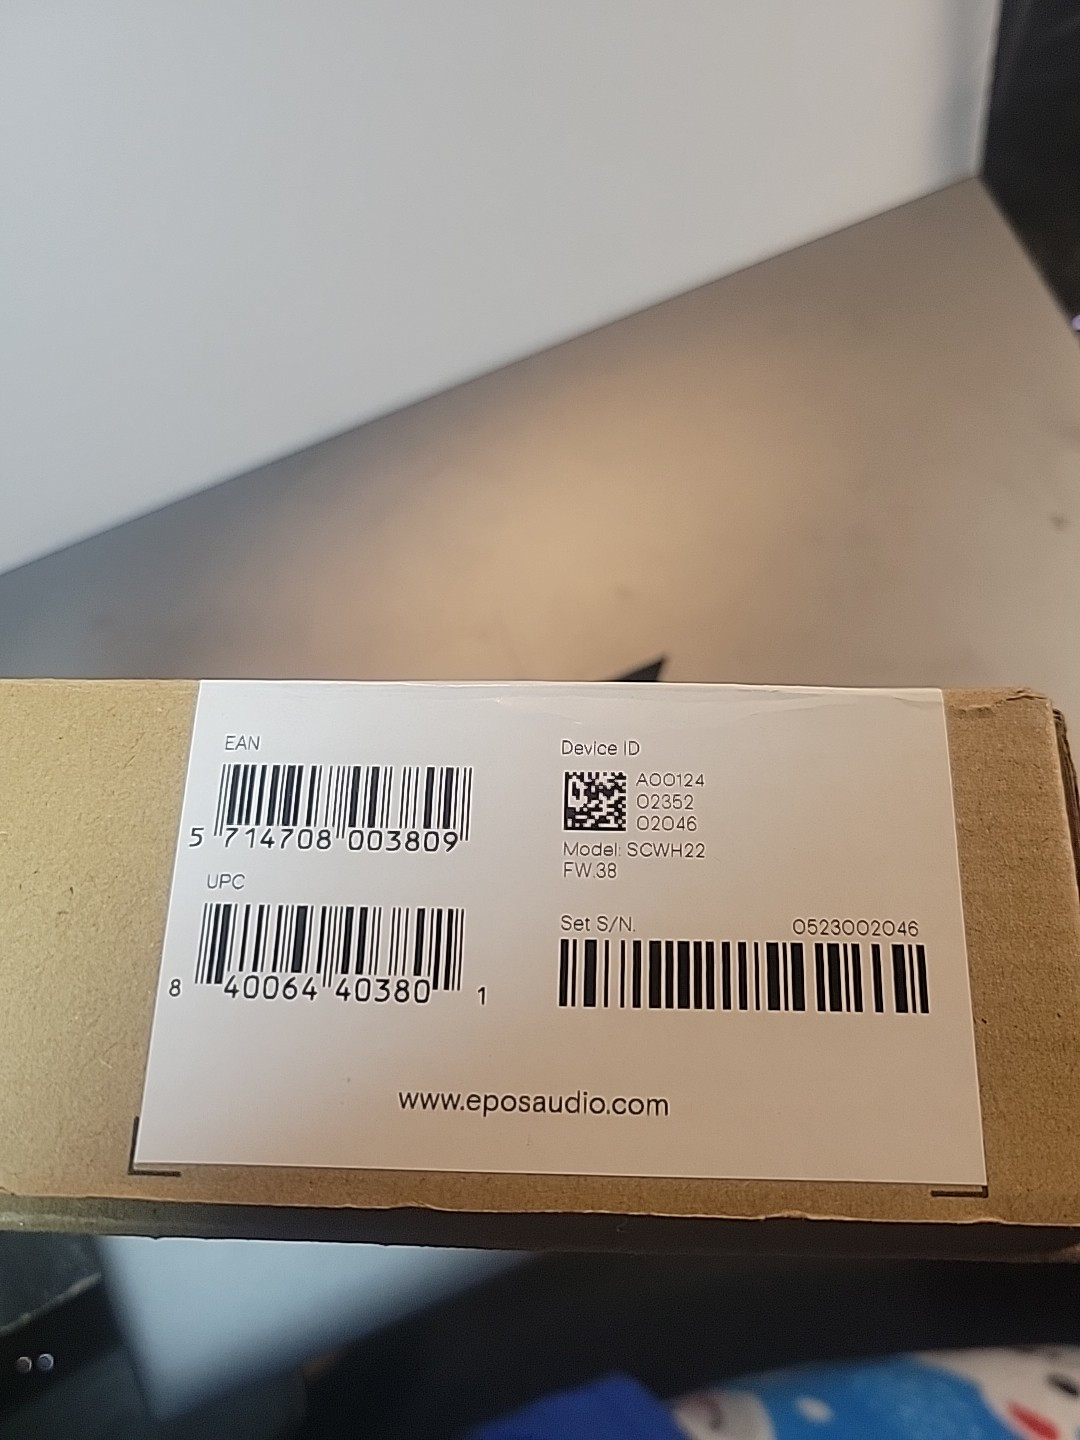 EAN
5 714708 003809
UPC
8 40064 40380 1
Device ID
A00124
02352
02046
Model: SCWH22
FW.38
Set S/N. 0523002046
www.eposaudio.com